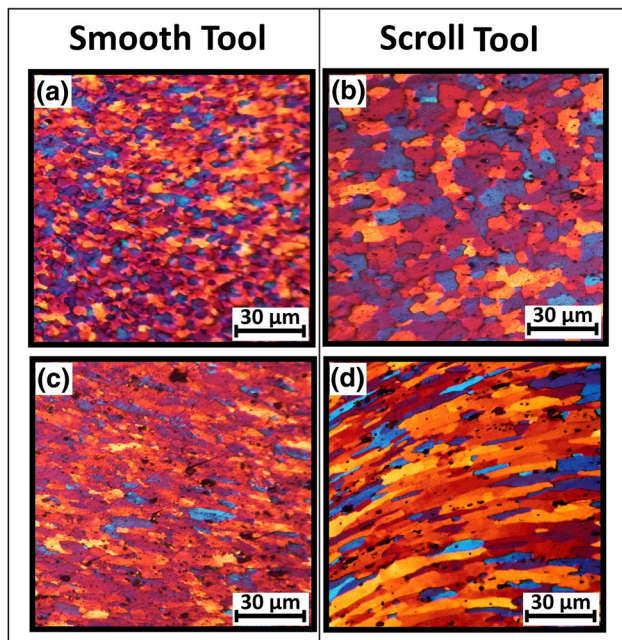 Smooth Tool
Scroll Tool
(a)
(b)
30 µm
30 µm
(c)
(d)
30 µm
30 µm